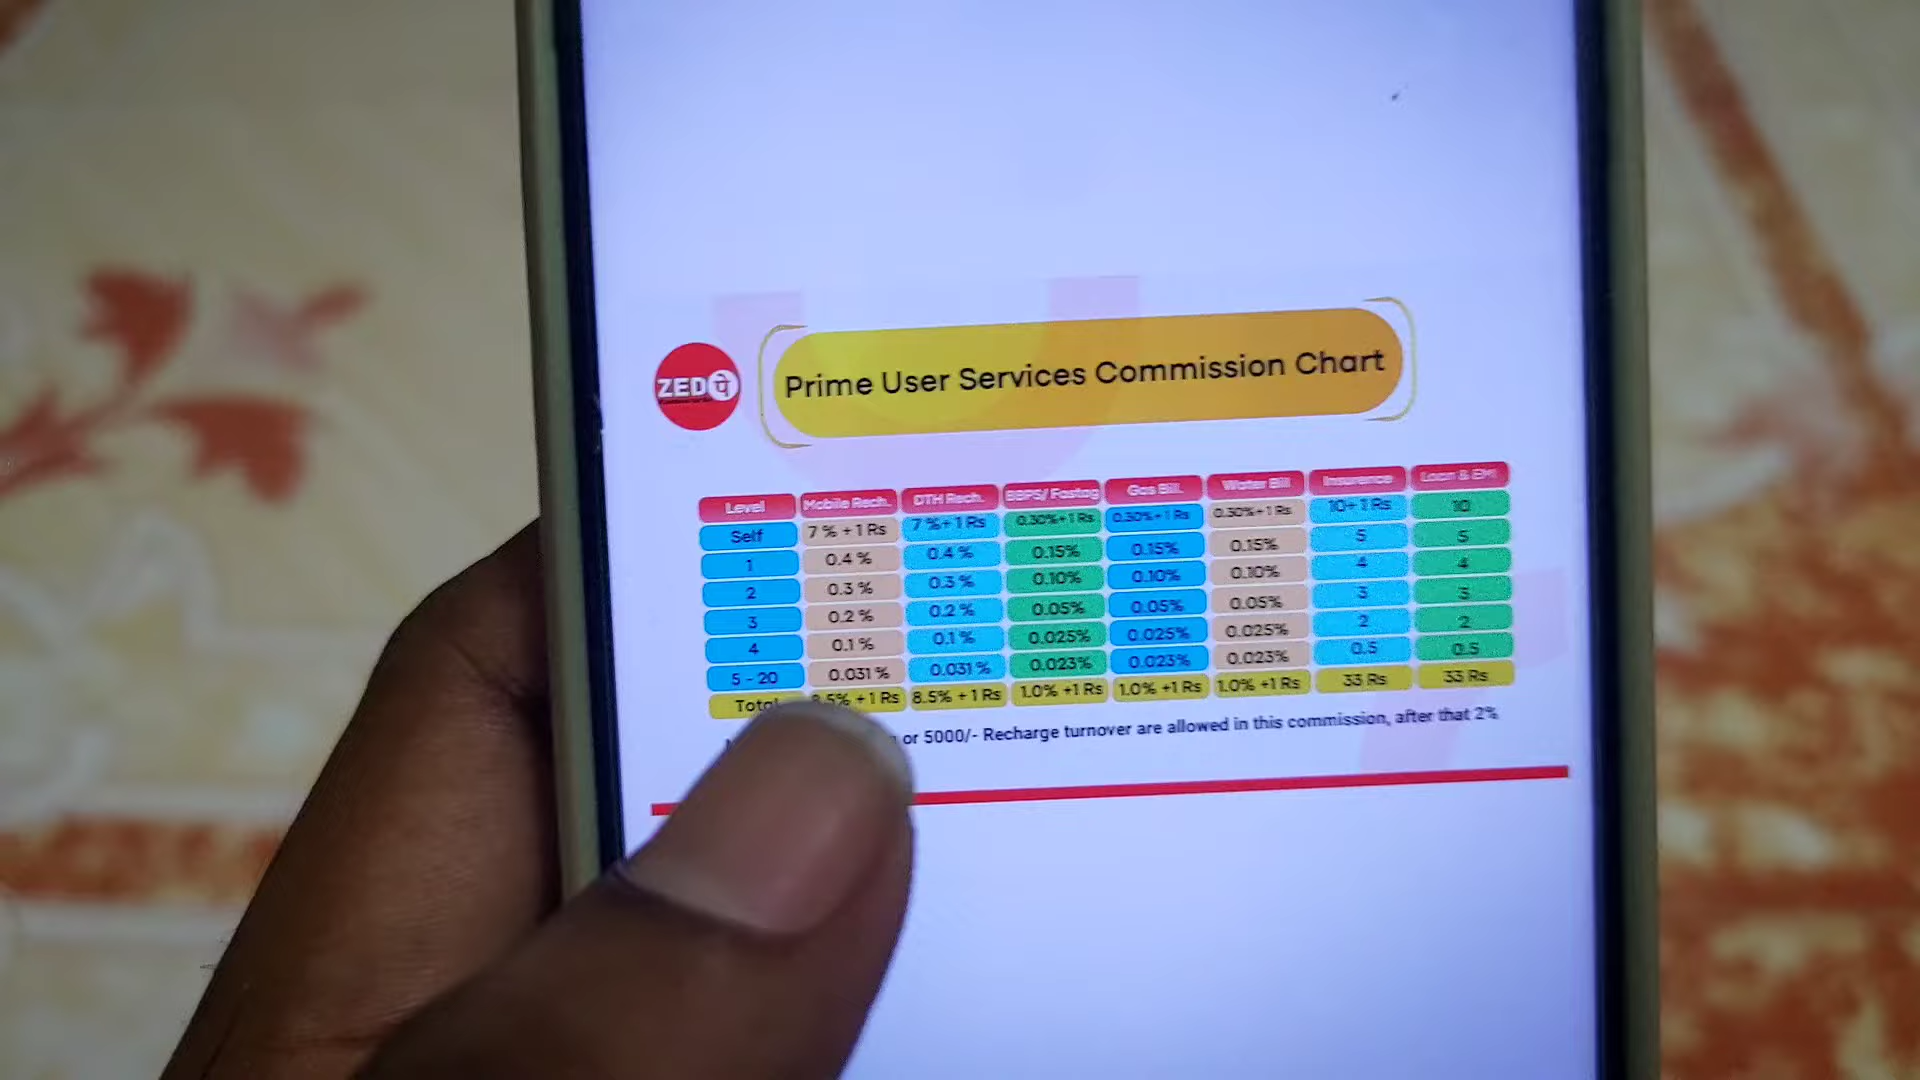 ZED पे
Prime User Services Commission Chart
Level Mobile Rech. DTH Rech. BBPS/ Fastag Gas Bill. Water Bill Insurence Loan & EMI
Self 7 % +1 Rs 7 %+1 Rs 0.30%+1 Rs 0.30%+1 Rs 0.30%+1 Rs 10+1 Rs 10
1 0.4 % 0.4 % 0.15% 0.15% 0.15% 5 5
2 0.3 % 0.3 % 0.10% 0.10% 0.10% 4 4
3 0.2 % 0.2 % 0.05% 0.05% 0.05% 3 3
4 0.1 % 0.1 % 0.025% 0.025% 0.025% 2 2
5 - 20 0.031 % 0.031 % 0.023% 0.023% 0.023% 0.5 0.5
Total 8.5% +1 Rs 8.5% +1 Rs 1.0% +1 Rs 1.0% +1 Rs 1.0% +1 Rs 33 Rs 33 Rs
or 5000/- Recharge turnover are allowed in this commission, after that 2%